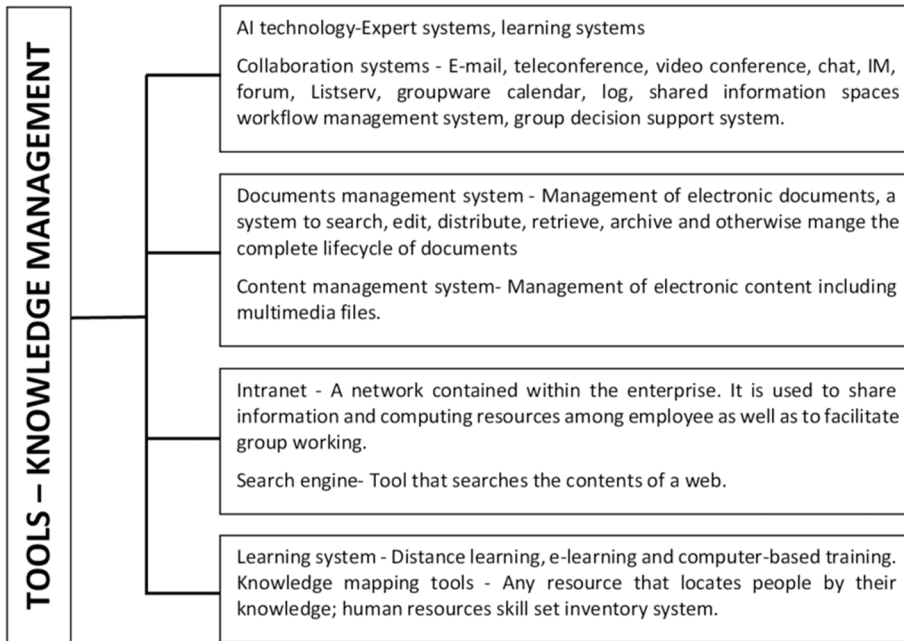 TOOLS – KNOWLEDGE MANAGEMENT
AI technology-Expert systems, learning systems
Collaboration systems - E-mail, teleconference, video conference, chat, IM,
forum, Listserv, groupware calendar, log, shared information spaces
workflow management system, group decision support system.
Documents management system - Management of electronic documents, a
system to search, edit, distribute, retrieve, archive and otherwise mange the
complete lifecycle of documents
Content management system- Management of electronic content including
multimedia files.
Intranet - A network contained within the enterprise. It is used to share
information and computing resources among employee as well as to facilitate
group working.
Search engine- Tool that searches the contents of a web.
Learning system - Distance learning, e-learning and computer-based training.
Knowledge mapping tools - Any resource that locates people by their
knowledge; human resources skill set inventory system.